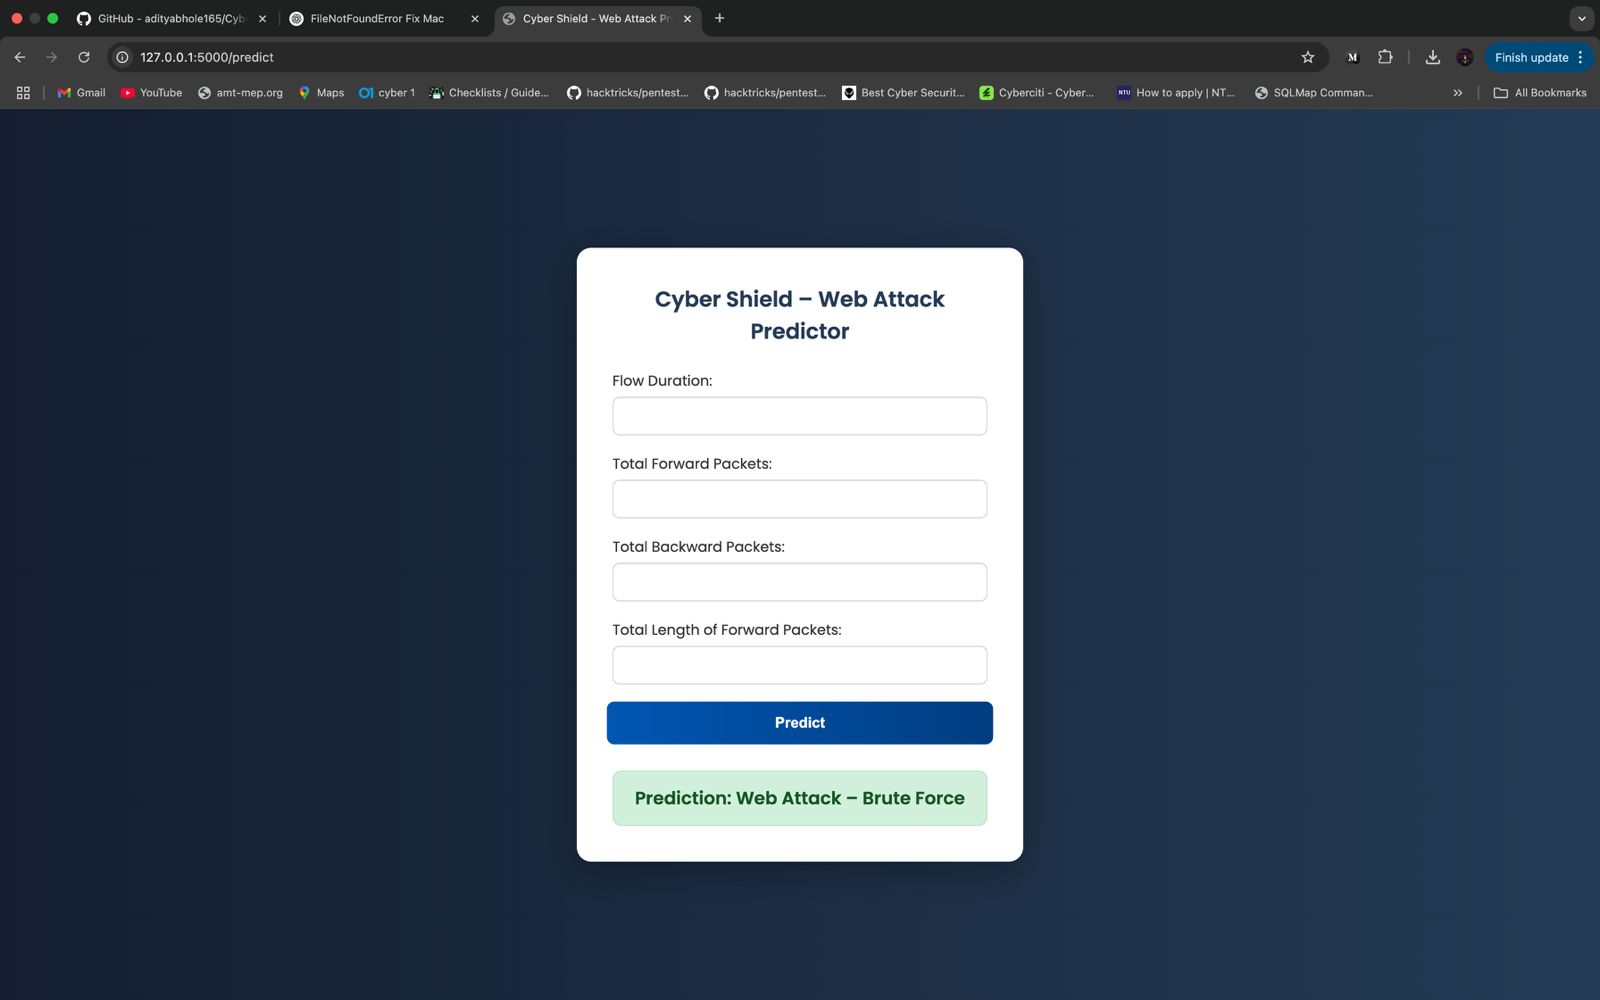 GitHub - adityabhole165/Cyb
FileNotFoundError Fix Mac
Cyber Shield - Web Attack Pr
127.0.0.1:5000/predict
M
Finish update
Gmail
YouTube
amt-mep.org
Maps
cyber 1
Checklists / Guide...
hacktricks/pentest...
hacktricks/pentest...
Best Cyber Securit...
Cyberciti - Cyber...
NTU
How to apply | NT...
SQLMap Comman...
All Bookmarks
Cyber Shield – Web Attack
Predictor
Flow Duration:
Total Forward Packets:
Total Backward Packets:
Total Length of Forward Packets:
Predict
Prediction: Web Attack – Brute Force